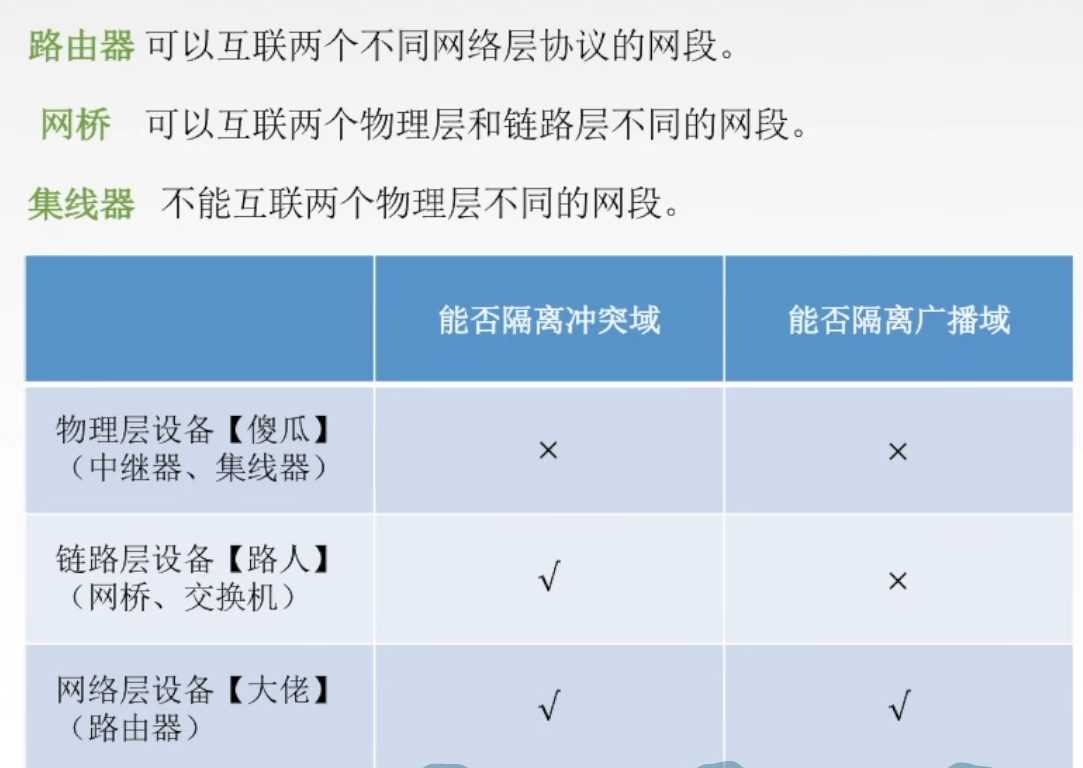 路由器 可以互联两个不同网络层协议的网段。
网桥 可以互联两个物理层和链路层不同的网段。
集线器 不能互联两个物理层不同的网段。
能否隔离冲突域 能否隔离广播域
物理层设备【傻瓜】
（中继器、集线器） × ×
链路层设备【路人】
（网桥、交换机） √ ×
网络层设备【大佬】
（路由器） √ √